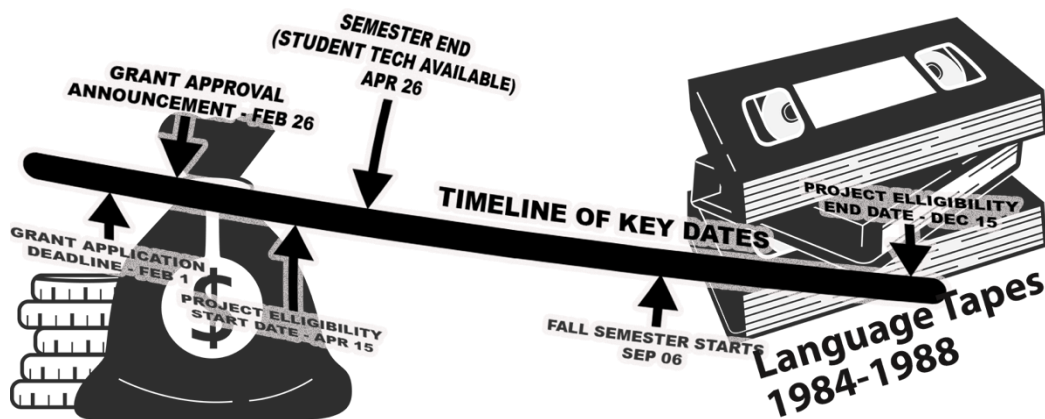 SEMESTER END
(STUDENT TECH AVAILABLE)
APR 26
GRANT APPROVAL
ANNOUNCEMENT - FEB 26
TIMELINE OF KEY DATES
PROJECT ELLIGIBILITY
END DATE - DEC 15
GRANT APPLICATION
DEADLINE - FEB 1
$
PROJECT ELLIGIBILITY
START DATE - APR 15
FALL SEMESTER STARTS
SEP 06
Language Tapes
1984-1988